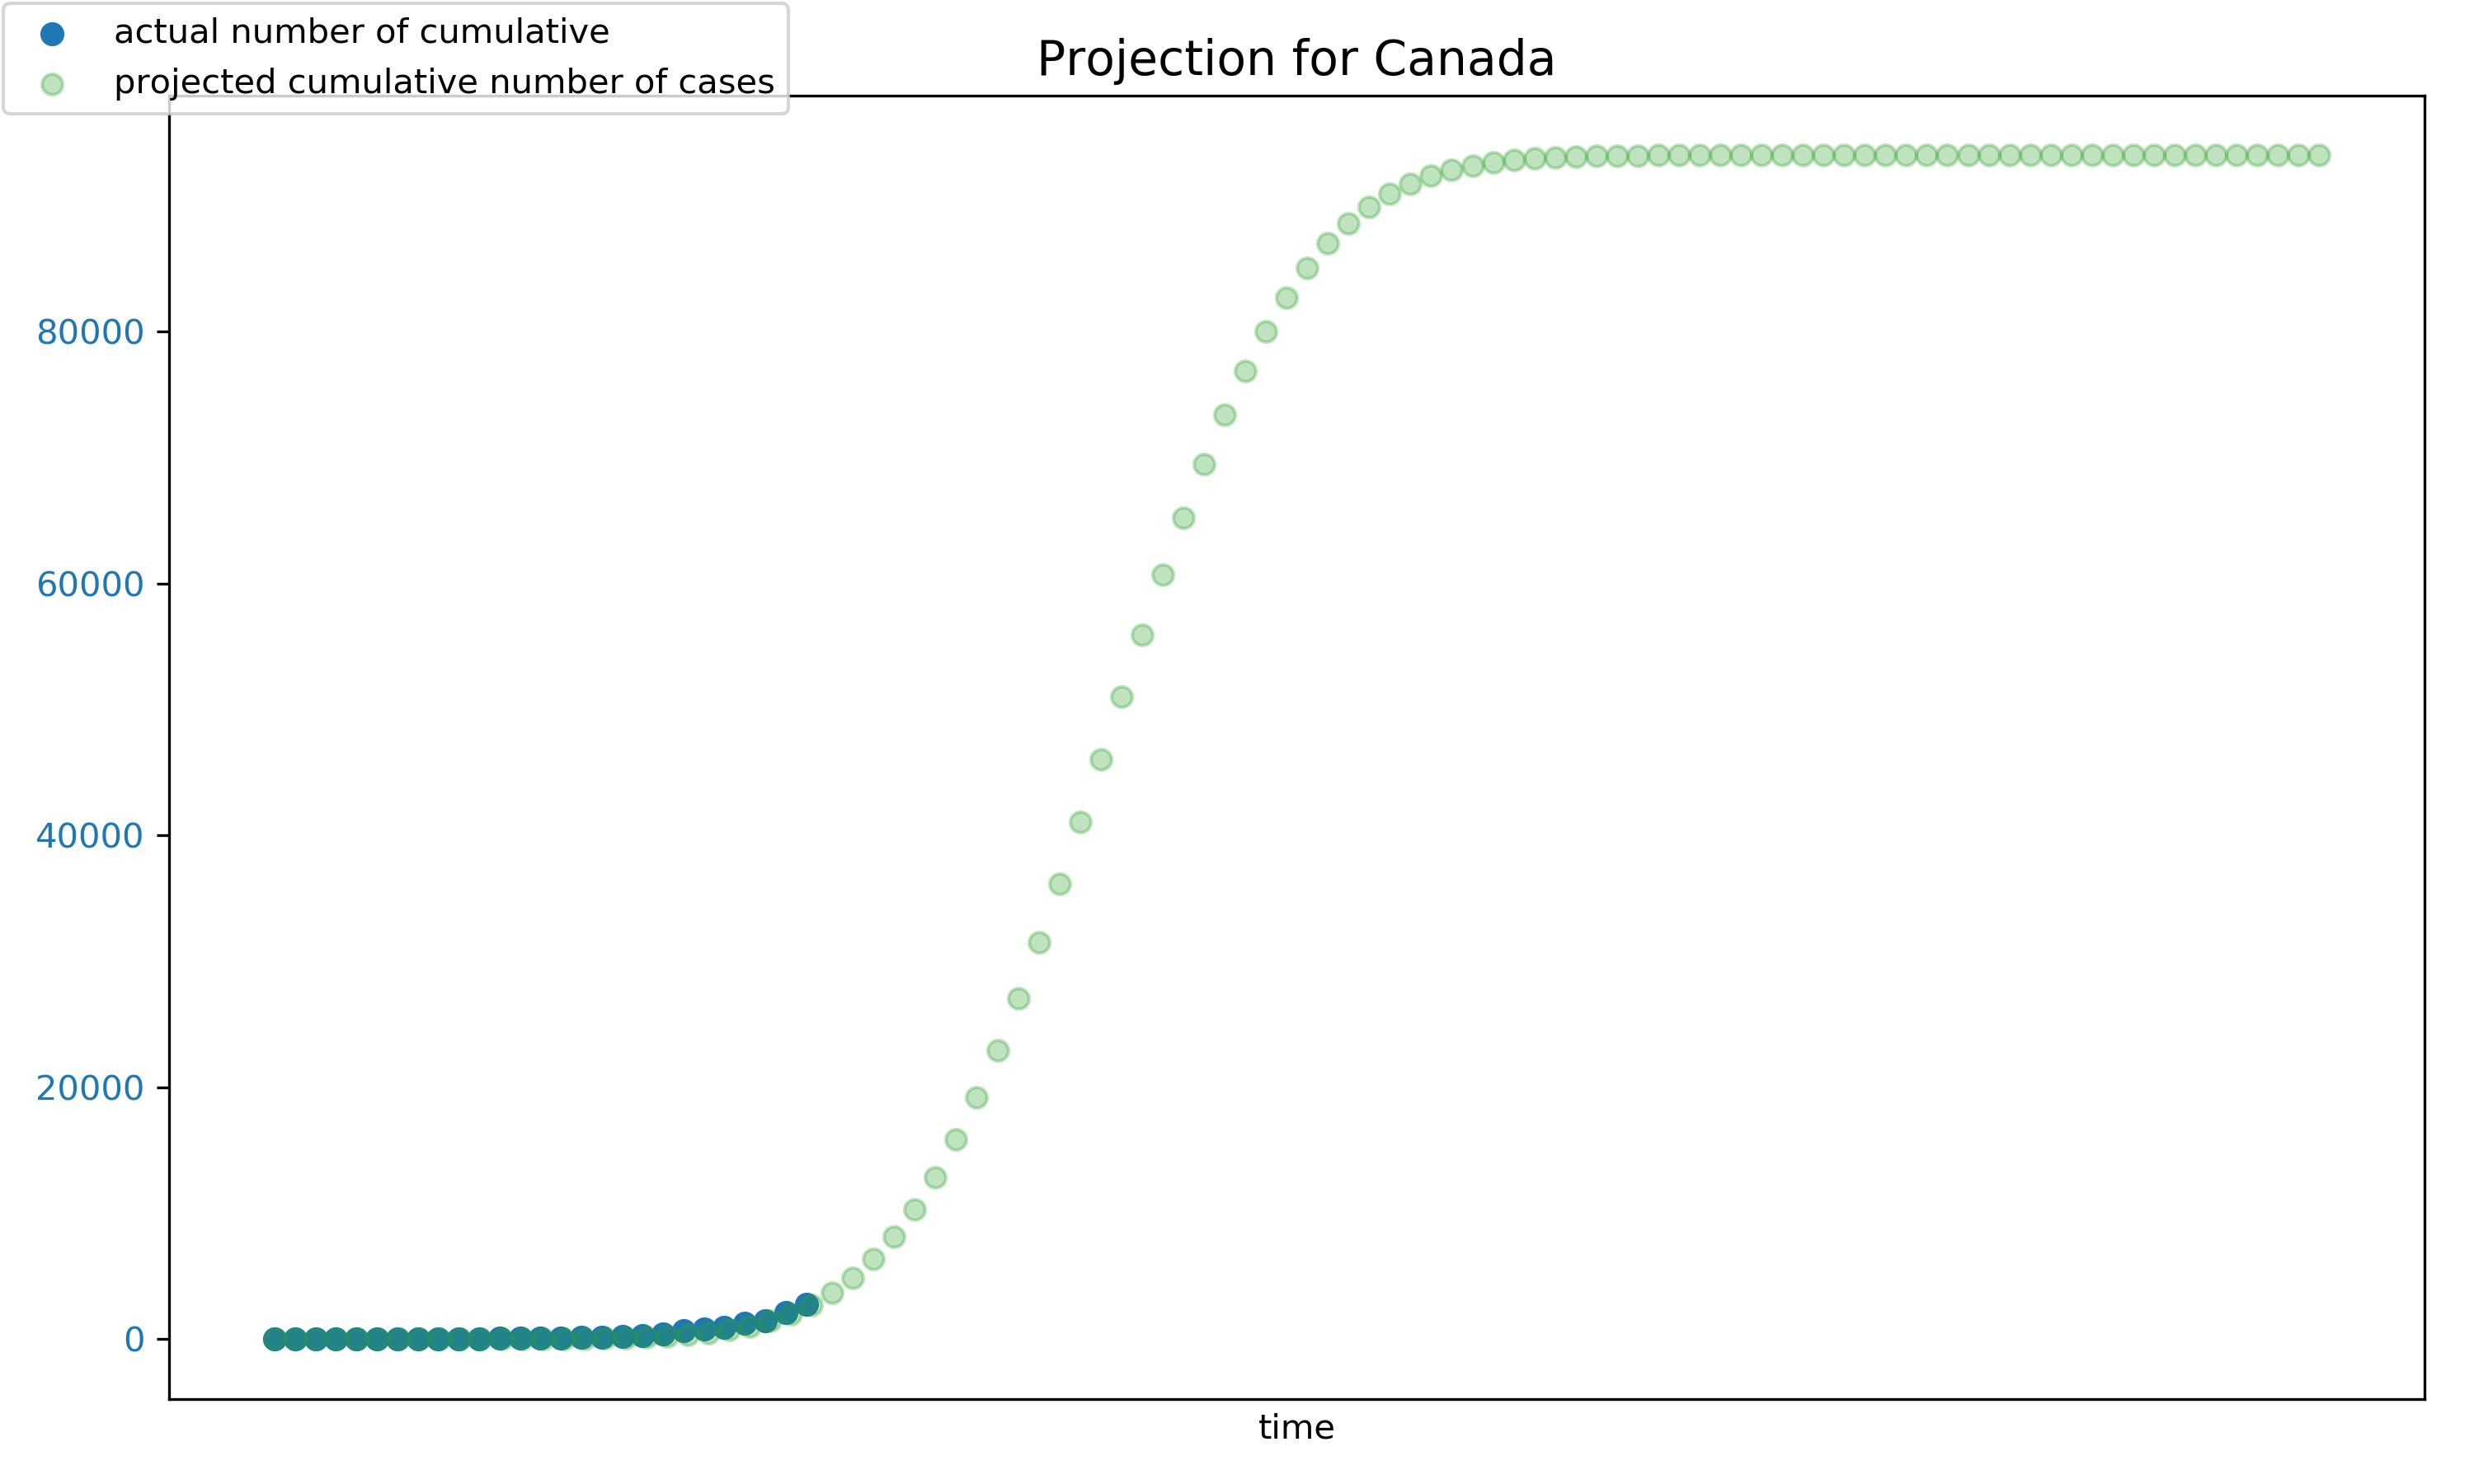 actual number of cumulative
projected cumulative number of cases
Projection for Canada
80000
60000
40000
20000
0
time